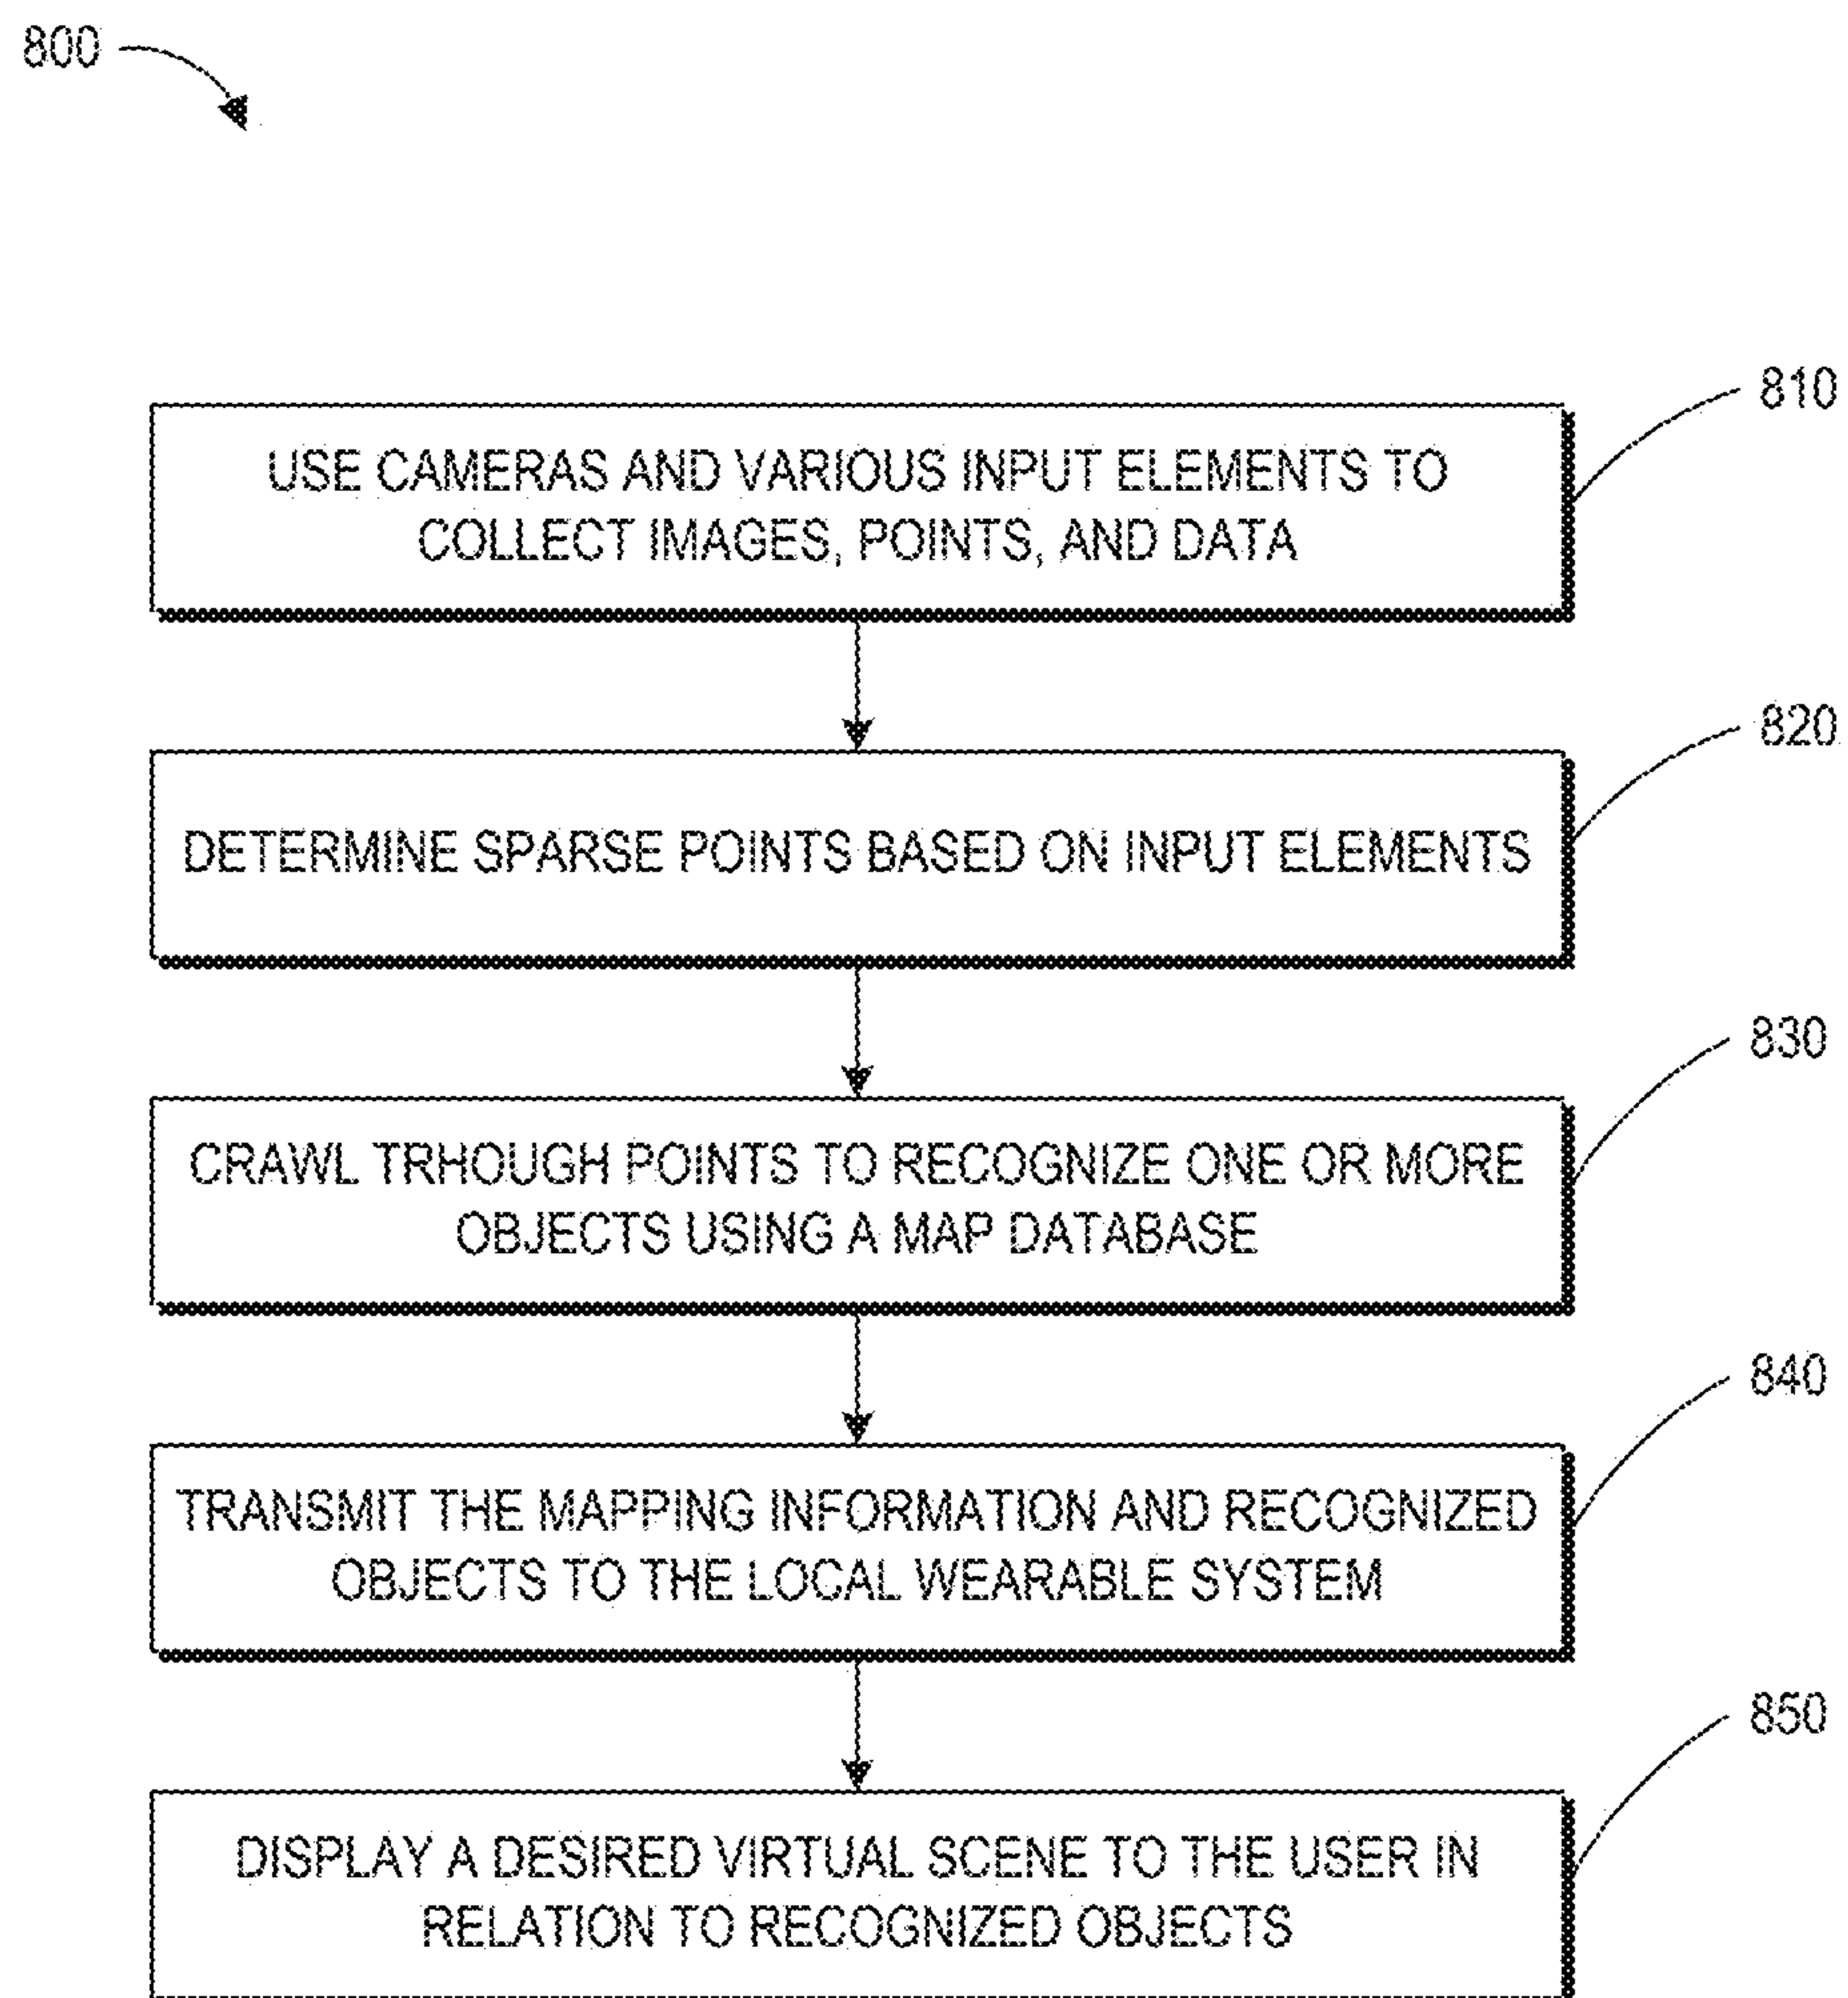 800
810
USE CAMERAS AND VARIOUS INPUT ELEMENTS TO
COLLECT IMAGES, POINTS, AND DATA
820
DETERMINE SPARSE POINTS BASED ON INPUT ELEMENTS
830
CRAWL TRHOUGH POINTS TO RECOGNIZE ONE OR MORE
OBJECTS USING A MAP DATABASE
840
TRANSMIT THE MAPPING INFORMATION AND RECOGNIZED
OBJECTS TO THE LOCAL WEARABLE SYSTEM
850
DISPLAY A DESIRED VIRTUAL SCENE TO THE USER IN
RELATION TO RECOGNIZED OBJECTS